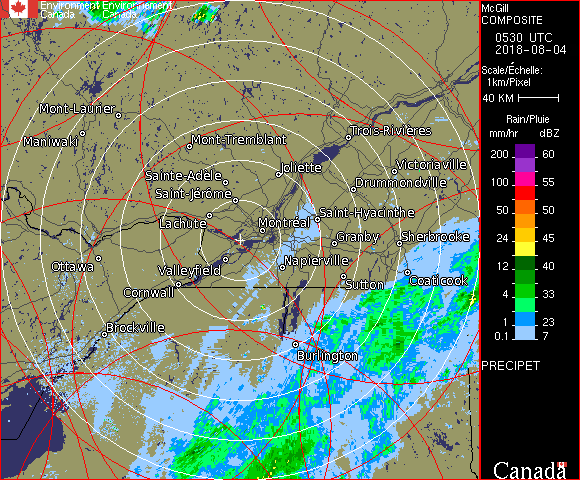 Environment Environnement
Canada Canada
McGill
COMPOSITE
0530 UTC
2018-08-04
Scale/Échelle:
1km/Pixel
40 KM
Rain/Pluie
mm/hr dBZ
200 60
100 55
50 50
24 45
12 40
4 33
1 23
0.1 7
PRECIPET
Canada
Mont-Laurier
Maniwaki
Mont-Tremblant
Trois-Rivières
Joliette
Victoriaville
Sainte-Adèle
Drummondville
Saint-Jérôme
Saint-Hyacinthe
Lachute
Montréal
Granby
Sherbrooke
Ottawa
Valleyfield
Napierville
Cornwall
Sutton
Coaticook
Brockville
Burlington